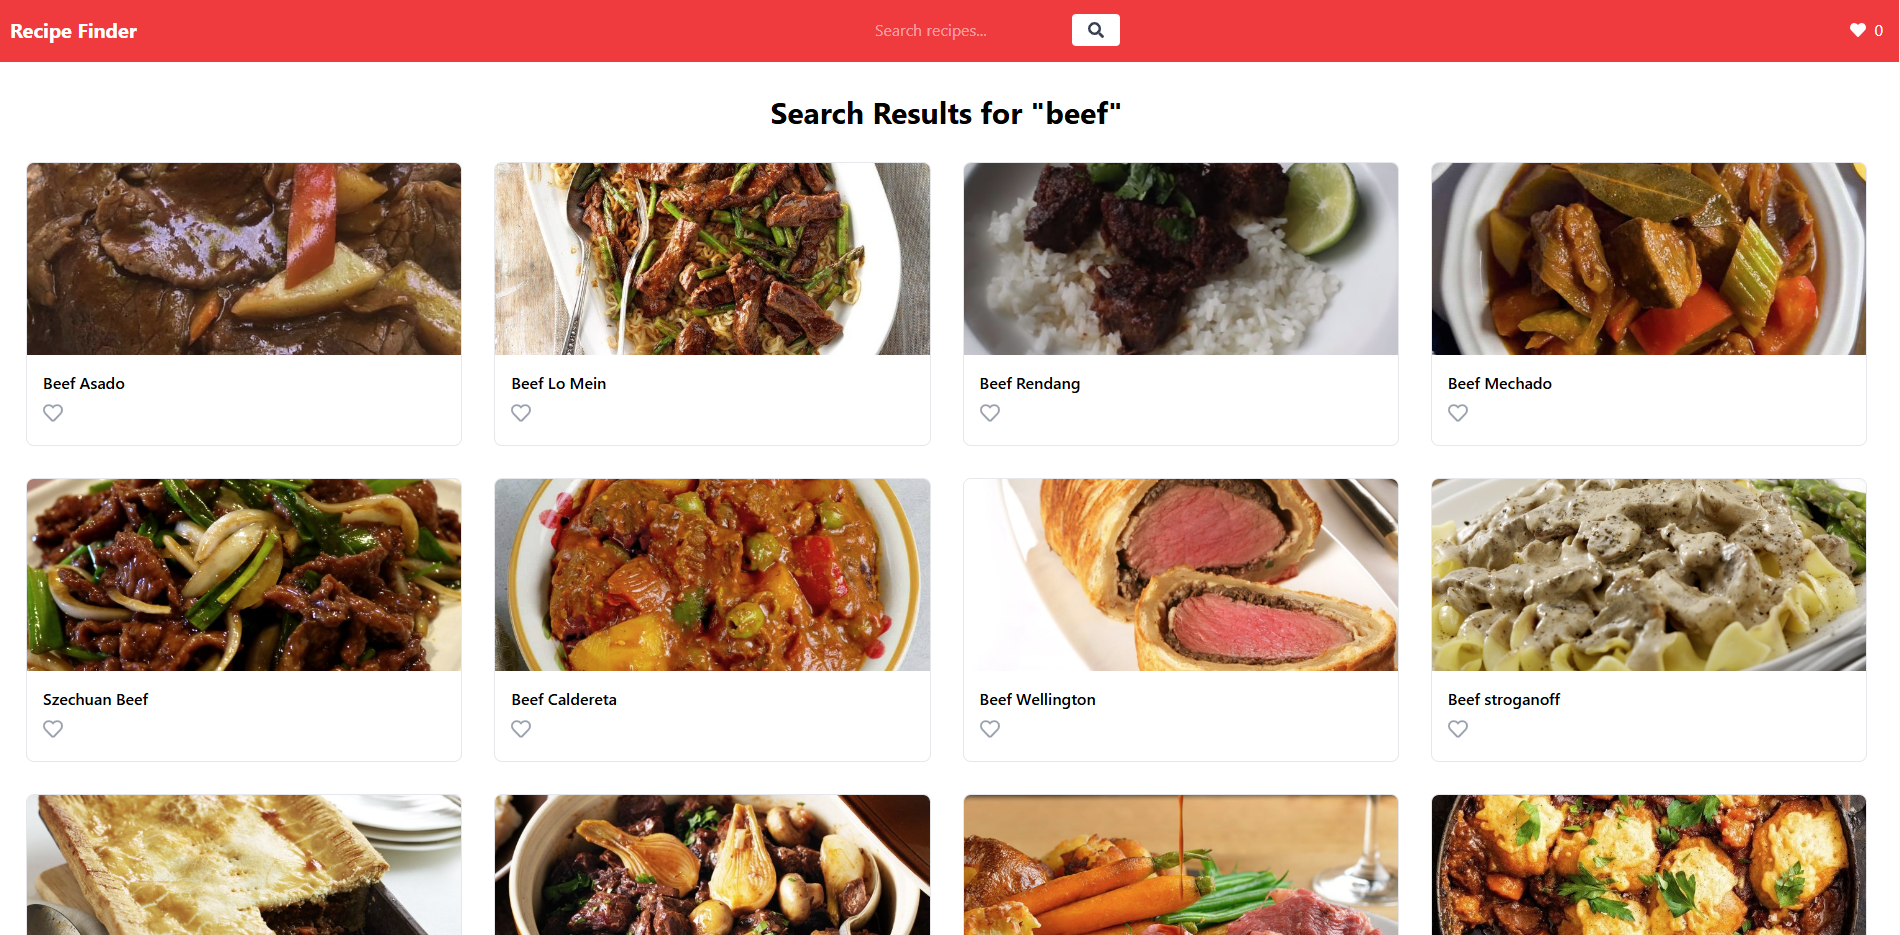 Recipe Finder
Search recipes...
0
Search Results for "beef"
Beef Asado
Beef Lo Mein
Beef Rendang
Beef Mechado
Szechuan Beef
Beef Caldereta
Beef Wellington
Beef stroganoff